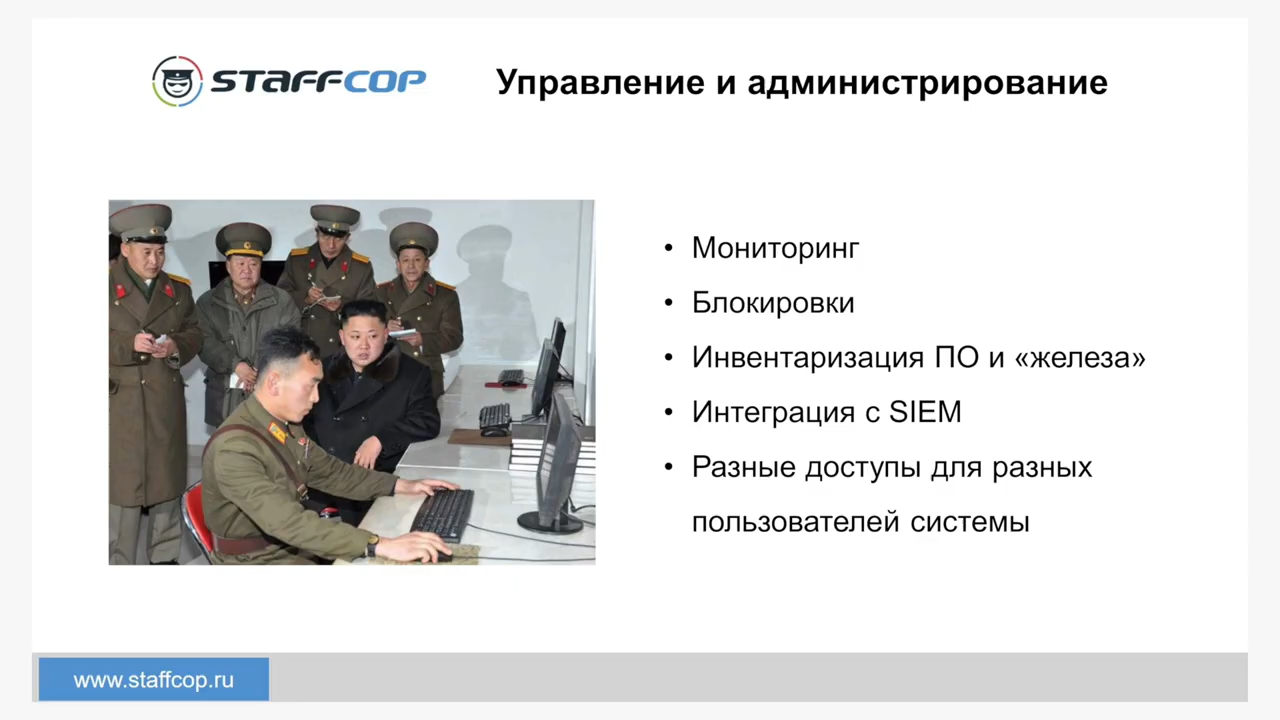 STAFFCOP
Управление и администрирование
• Мониторинг
• Блокировки
• Инвентаризация ПО и «железа»
• Интеграция с SIEM
• Разные доступы для разных
пользователей системы
www.staffcop.ru